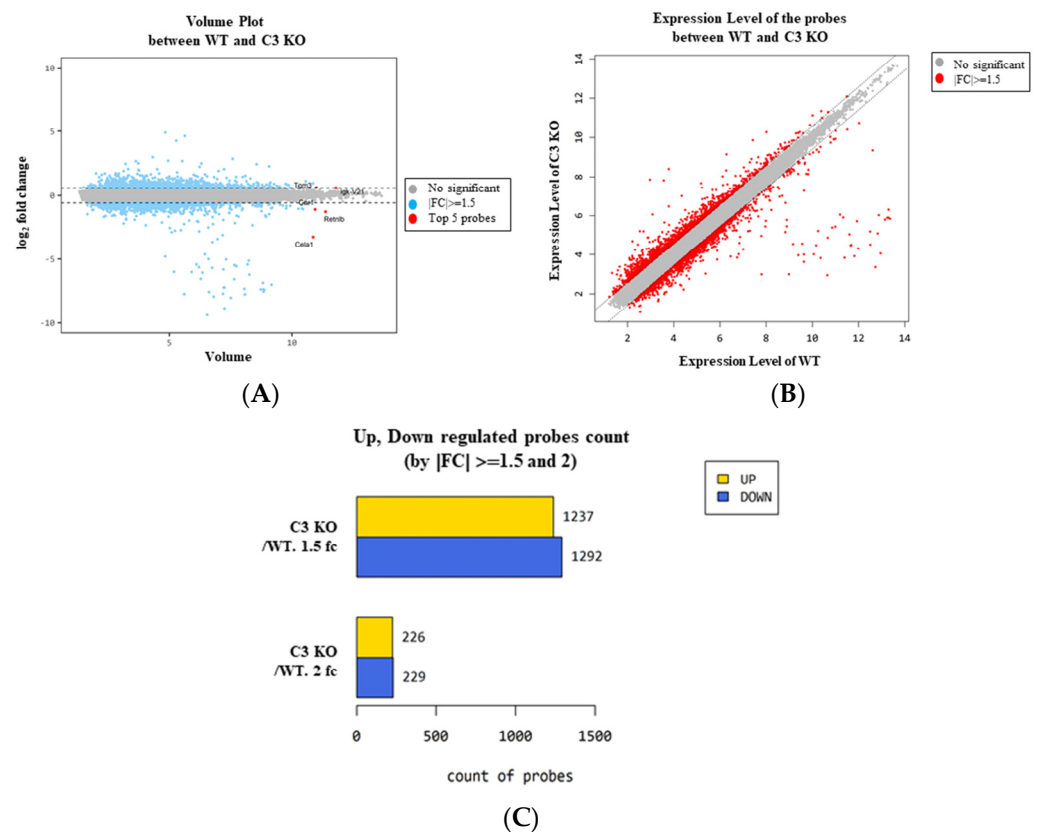 Volume Plot
between WT and C3 KO
10
5
0
-5
-10
log2 fold change
5
10
Volume
Retnlb
Cela1
No significant
|FC|>=1.5
Top 5 probes
(A)
Expression Level of the probes
between WT and C3 KO
14
12
10
8
6
4
2
Expression Level of C3 KO
2
4
6
8
10
12
14
Expression Level of WT
No significant
|FC|>=1.5
(B)
Up, Down regulated probes count
(by |FC| >=1.5 and 2)
UP
DOWN
C3 KO
/WT. 1.5 fc
1237
1292
C3 KO
/WT. 2 fc
226
229
0
500
1000
1500
count of probes
(C)